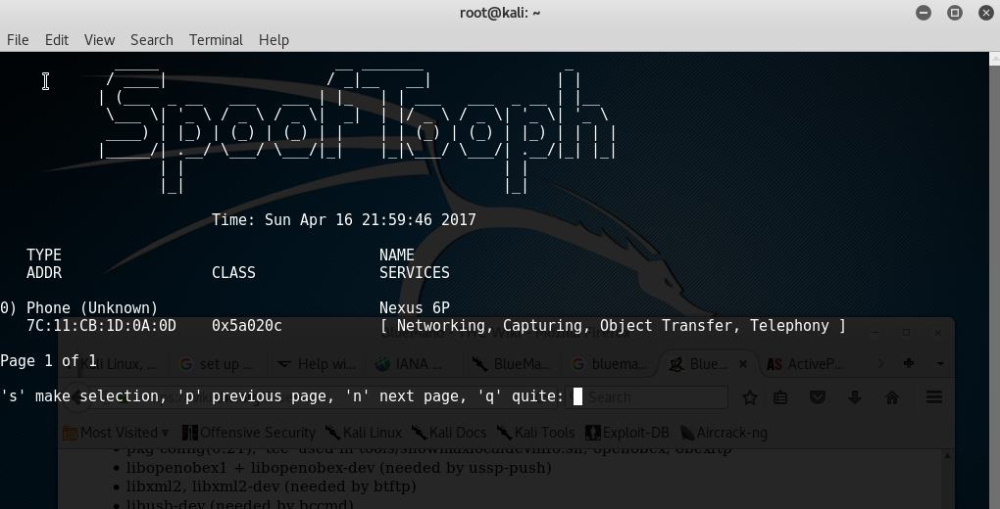 root@kali: ~
File Edit View Search Terminal Help
Spooftooph
Time: Sun Apr 16 21:59:46 2017
TYPE NAME
ADDR CLASS SERVICES
0) Phone (Unknown) Nexus 6P
7C:11:CB:1D:0A:0D 0x5a020c [ Networking, Capturing, Object Transfer, Telephony ]
Page 1 of 1
Kali Linux, ... set up ... Help wi... IANA ... BlueMa... bluema... Blue... ActiveP...
's' make selection, 'p' previous page, 'n' next page, 'q' quite:
Search
Most Visited Offensive Security Kali Linux Kali Docs Kali Tools Exploit-DB Aircrack-ng
• libopenobex1 + libopenobex-dev (needed by ussp-push)
• libxml2, libxml2-dev (needed by btftp)
• libusb-dev (needed by bccmd)